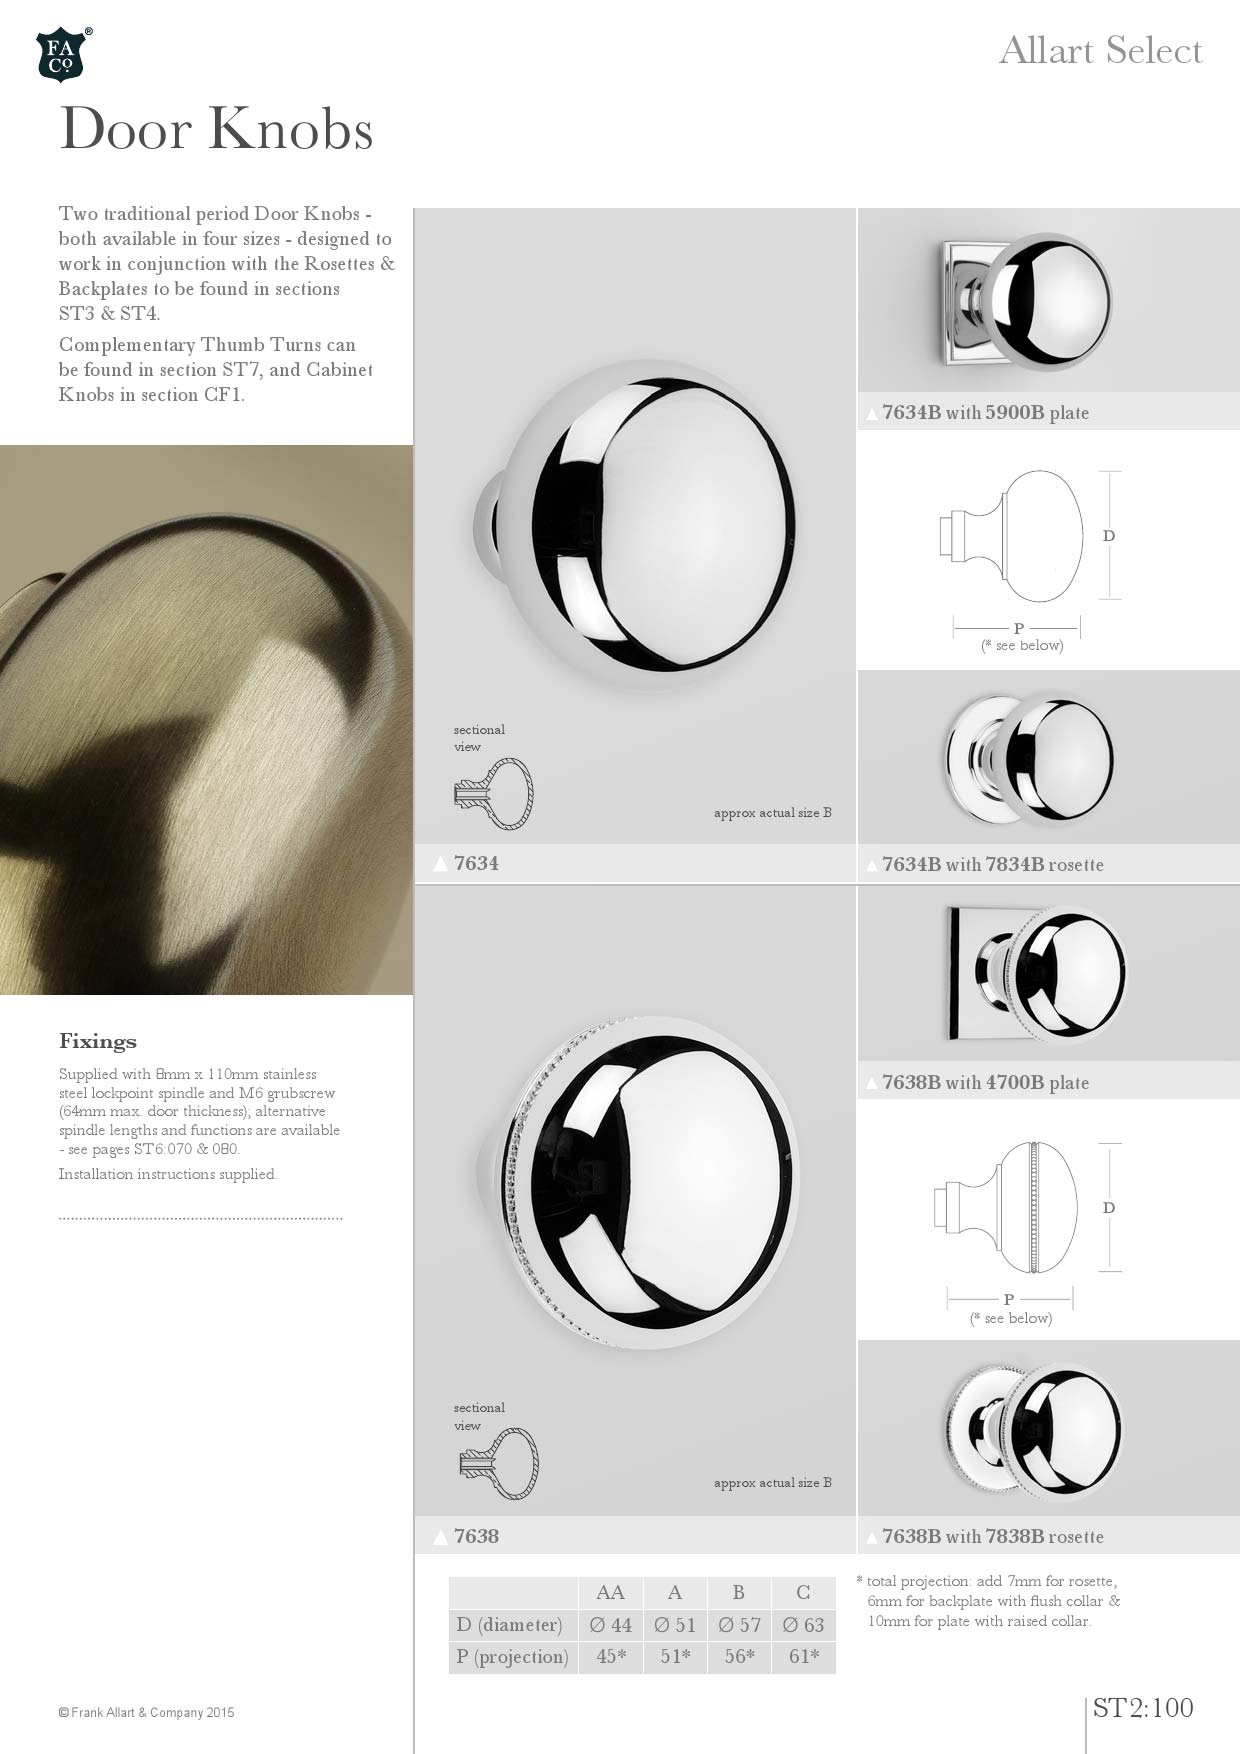 FA
Co.
®
Allart Select
Door Knobs
Two traditional period Door Knobs -
both available in four sizes - designed to
work in conjunction with the Rosettes &
Backplates to be found in sections
ST3 & ST4.
Complementary Thumb Turns can
be found in section ST7, and Cabinet
Knobs in section CF1.
Fixings
Supplied with 8mm x 110mm stainless
steel lockpoint spindle and M6 grubscrew
(64mm max. door thickness); alternative
spindle lengths and functions are available
- see pages ST6:070 & 080.
Installation instructions supplied.
sectional
view
approx actual size B
7634
7634B with 5900B plate
D
P
(* see below)
7634B with 7834B rosette
sectional
view
approx actual size B
7638
7638B with 4700B plate
D
P
(* see below)
7638B with 7838B rosette
AA A B C
D (diameter) Ø 44 Ø 51 Ø 57 Ø 63
P (projection) 45* 51* 56* 61*
* total projection: add 7mm for rosette,
6mm for backplate with flush collar &
10mm for plate with raised collar.
© Frank Allart & Company 2015
ST2:100